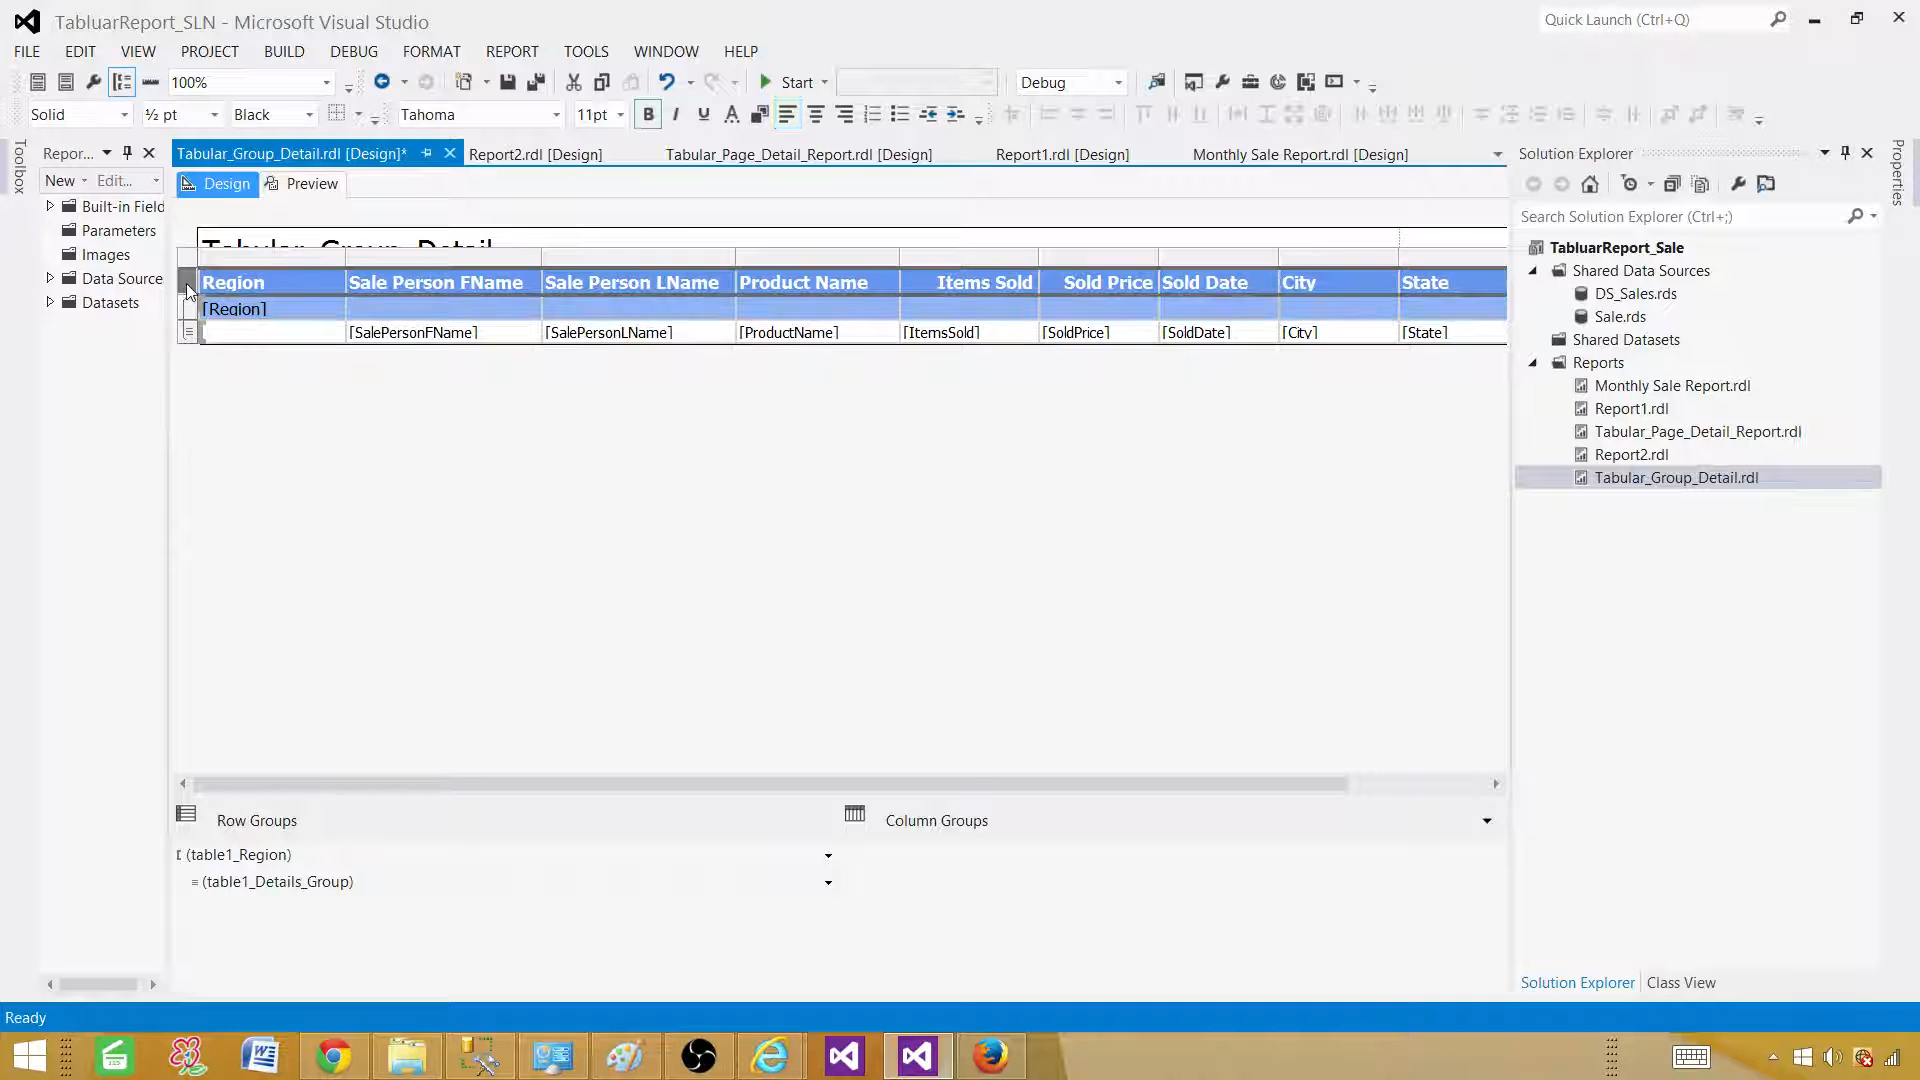 TabluarReport_SLN - Microsoft Visual Studio
Quick Launch (Ctrl+Q)
FILE EDIT VIEW PROJECT BUILD DEBUG FORMAT REPORT TOOLS WINDOW HELP
100% Start Debug
Solid ½ pt Black Tahoma 11pt B I U A
Toolbox
Repor...
Tabular_Group_Detail.rdl [Design]* Report2.rdl [Design] Tabular_Page_Detail_Report.rdl [Design] Report1.rdl [Design] Monthly Sale Report.rdl [Design]
Solution Explorer
Properties
New Edit...
Design Preview
Built-in Field
Parameters
Images
Data Source
Datasets
Tabular_Group_Detail
Region Sale Person FName Sale Person LName Product Name Items Sold Sold Price Sold Date City State
[Region]
[SalePersonFName] [SalePersonLName] [ProductName] [ItemsSold] [SoldPrice] [SoldDate] [City] [State]
Search Solution Explorer (Ctrl+;)
TabluarReport_Sale
Shared Data Sources
DS_Sales.rds
Sale.rds
Shared Datasets
Reports
Monthly Sale Report.rdl
Report1.rdl
Tabular_Page_Detail_Report.rdl
Report2.rdl
Tabular_Group_Detail.rdl
Row Groups Column Groups
(table1_Region)
(table1_Details_Group)
Solution Explorer Class View
Ready